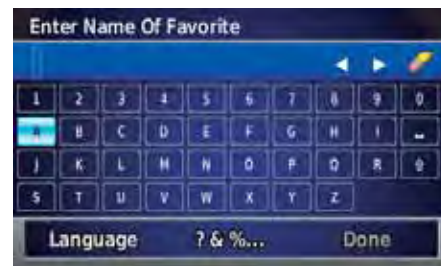 Enter Name Of Favorite
1 2 3 4 5 6 7 8 9 0
A B C D E F G H I
J K L M N O P Q R
S T U V W X Y Z
Language ? & %... Done